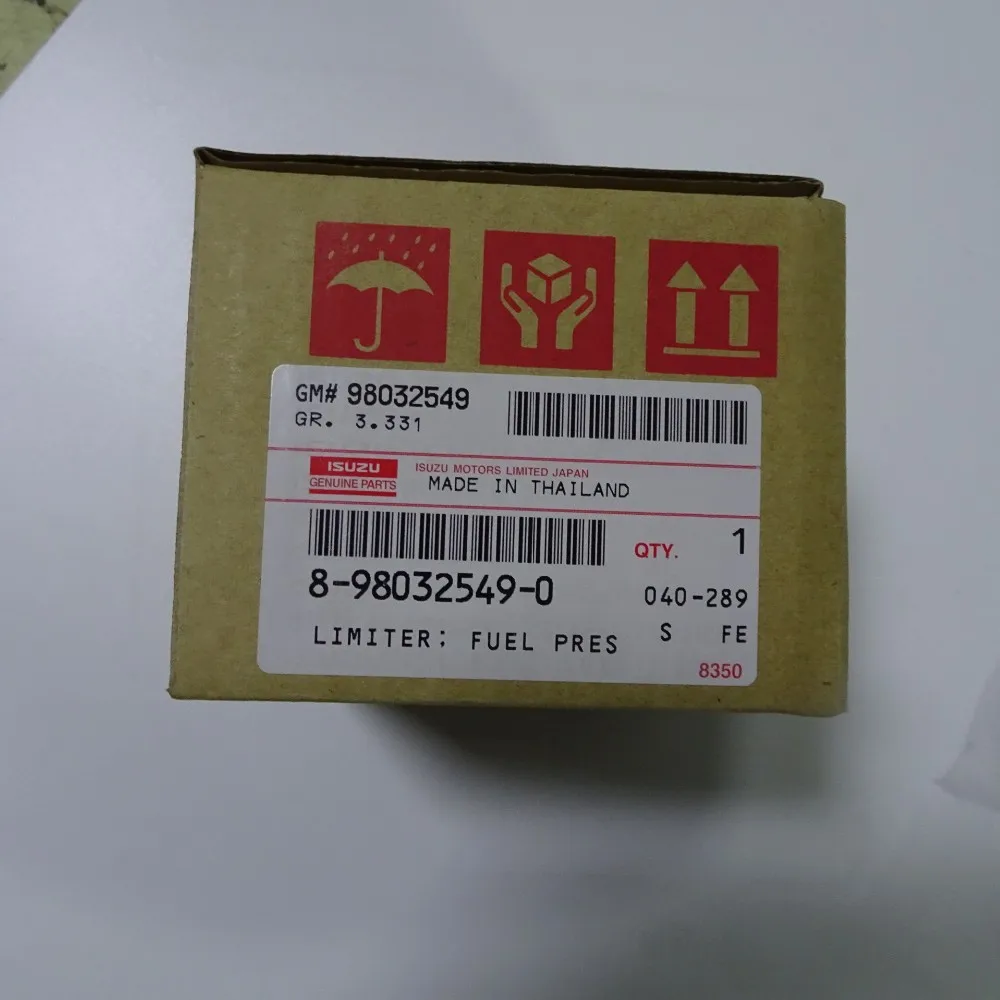 GM# 98032549
GR. 3.331
ISUZU
GENUINE PARTS
ISUZU MOTORS LIMITED JAPAN
MADE IN THAILAND
QTY. 1
8-98032549-0
040-289
LIMITER; FUEL PRES
S FE
8350